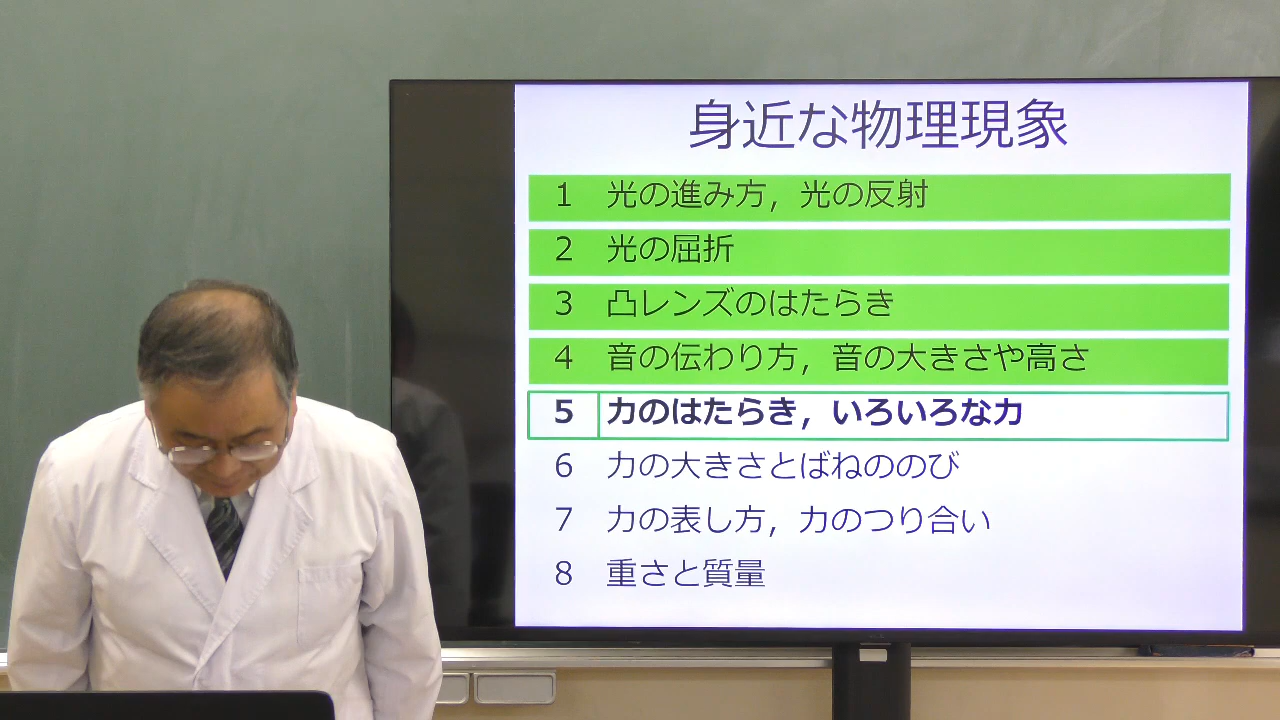 身近な物理現象
1 光の進み方，光の反射
2 光の屈折
3 凸レンズのはたらき
4 音の伝わり方，音の大きさや高さ
5 力のはたらき，いろいろな力
6 力の大きさとばねののび
7 力の表し方，力のつり合い
8 重さと質量